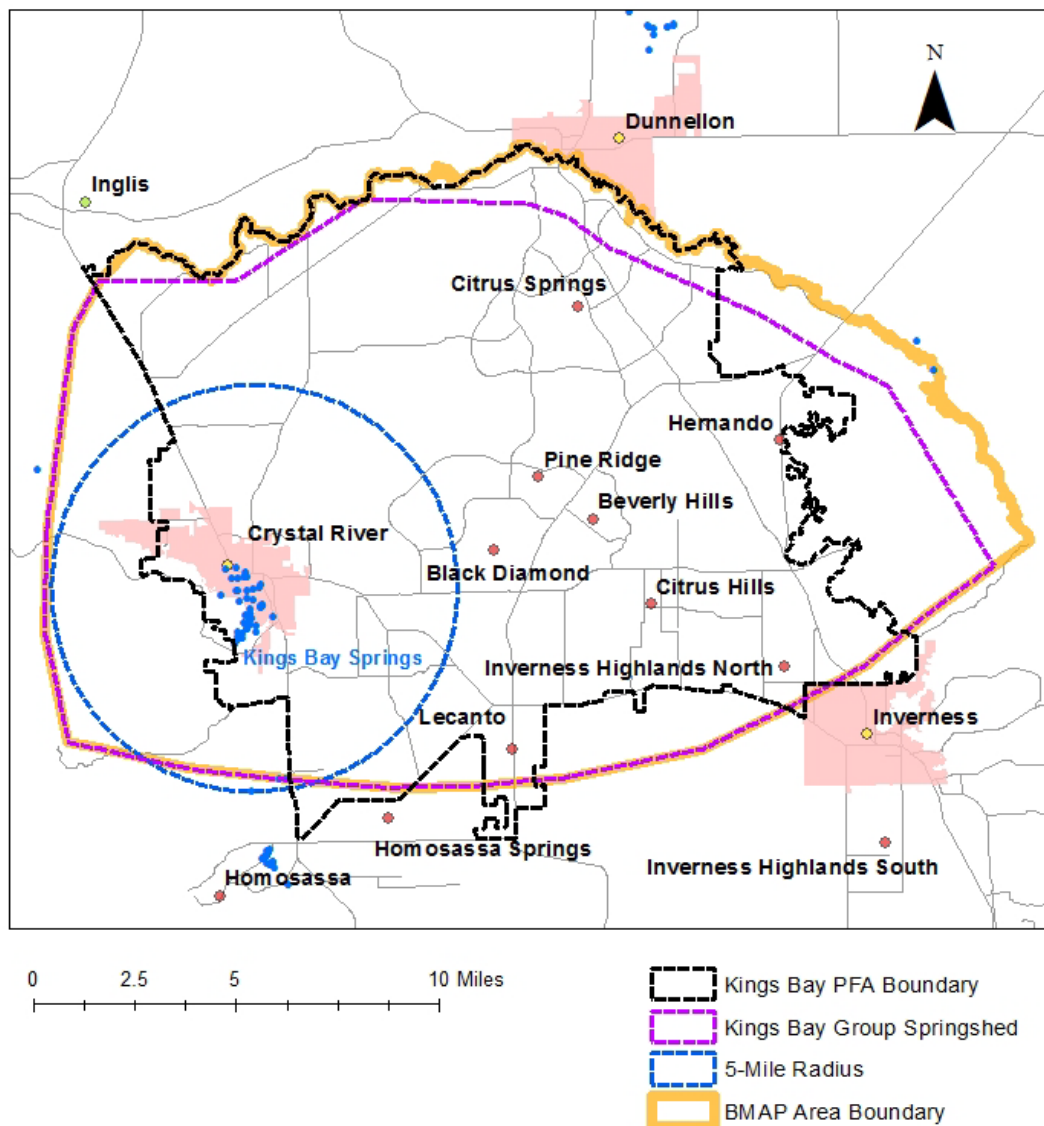 N
Dunnellon
Inglis
Citrus Springs
Hernando
Pine Ridge
Beverly Hills
Crystal River
Black Diamond
Citrus Hills
Kings Bay Springs
Inverness Highlands North
Lecanto
Inverness
Homosassa Springs
Inverness Highlands South
Homosassa
0 2.5 5 10 Miles
Kings Bay PFA Boundary
Kings Bay Group Springshed
5-Mile Radius
BMAP Area Boundary